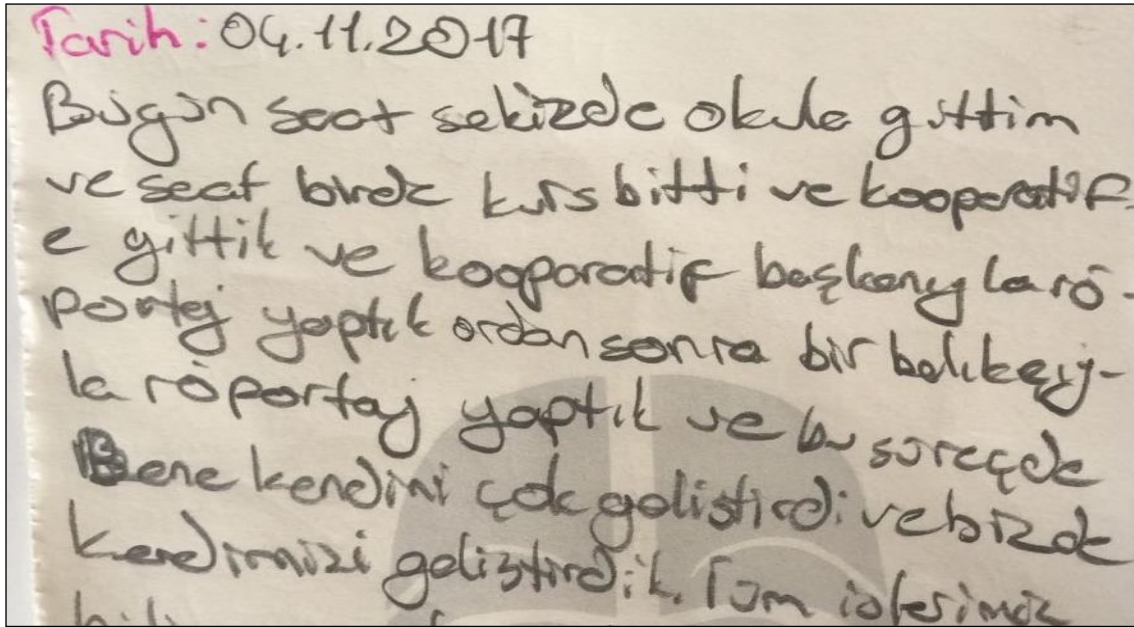 Tarih: 04.11.2017
Bugün saat sekizde okula gittim
ve saat birde kurs bitti ve kooperatif-
e gittik ve kooparatif başkanıyla rö-
portaj yaptık ordan sonra bir balıkçıy-
la röportaj yaptık ve bu süreçde
Bene kendini çok geliştirdi ve bizde
kendimizi geliştirdik. Tüm işlerimiz